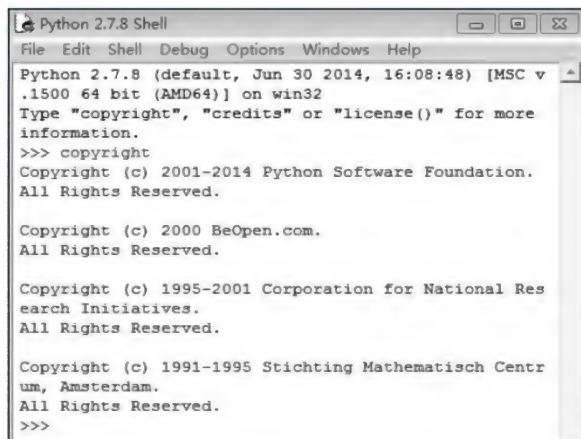 Python 2.7.8 Shell
File Edit Shell Debug Options Windows Help
Python 2.7.8 (default, Jun 30 2014, 16:08:48) [MSC v
.1500 64 bit (AMD64)] on win32
Type "copyright", "credits" or "license()" for more
information.
>>> copyright
Copyright (c) 2001-2014 Python Software Foundation.
All Rights Reserved.

Copyright (c) 2000 BeOpen.com.
All Rights Reserved.

Copyright (c) 1995-2001 Corporation for National Res
earch Initiatives.
All Rights Reserved.

Copyright (c) 1991-1995 Stichting Mathematisch Centr
um, Amsterdam.
All Rights Reserved.
>>>